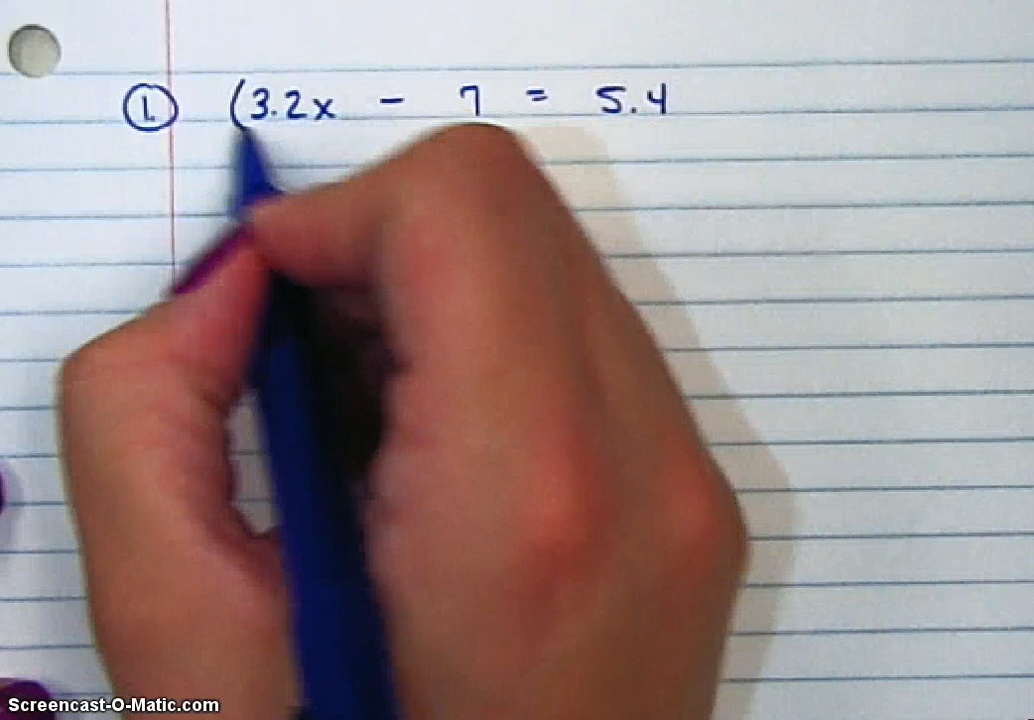 1. (3.2x - 7 = 5.4
Screencast-O-Matic.com